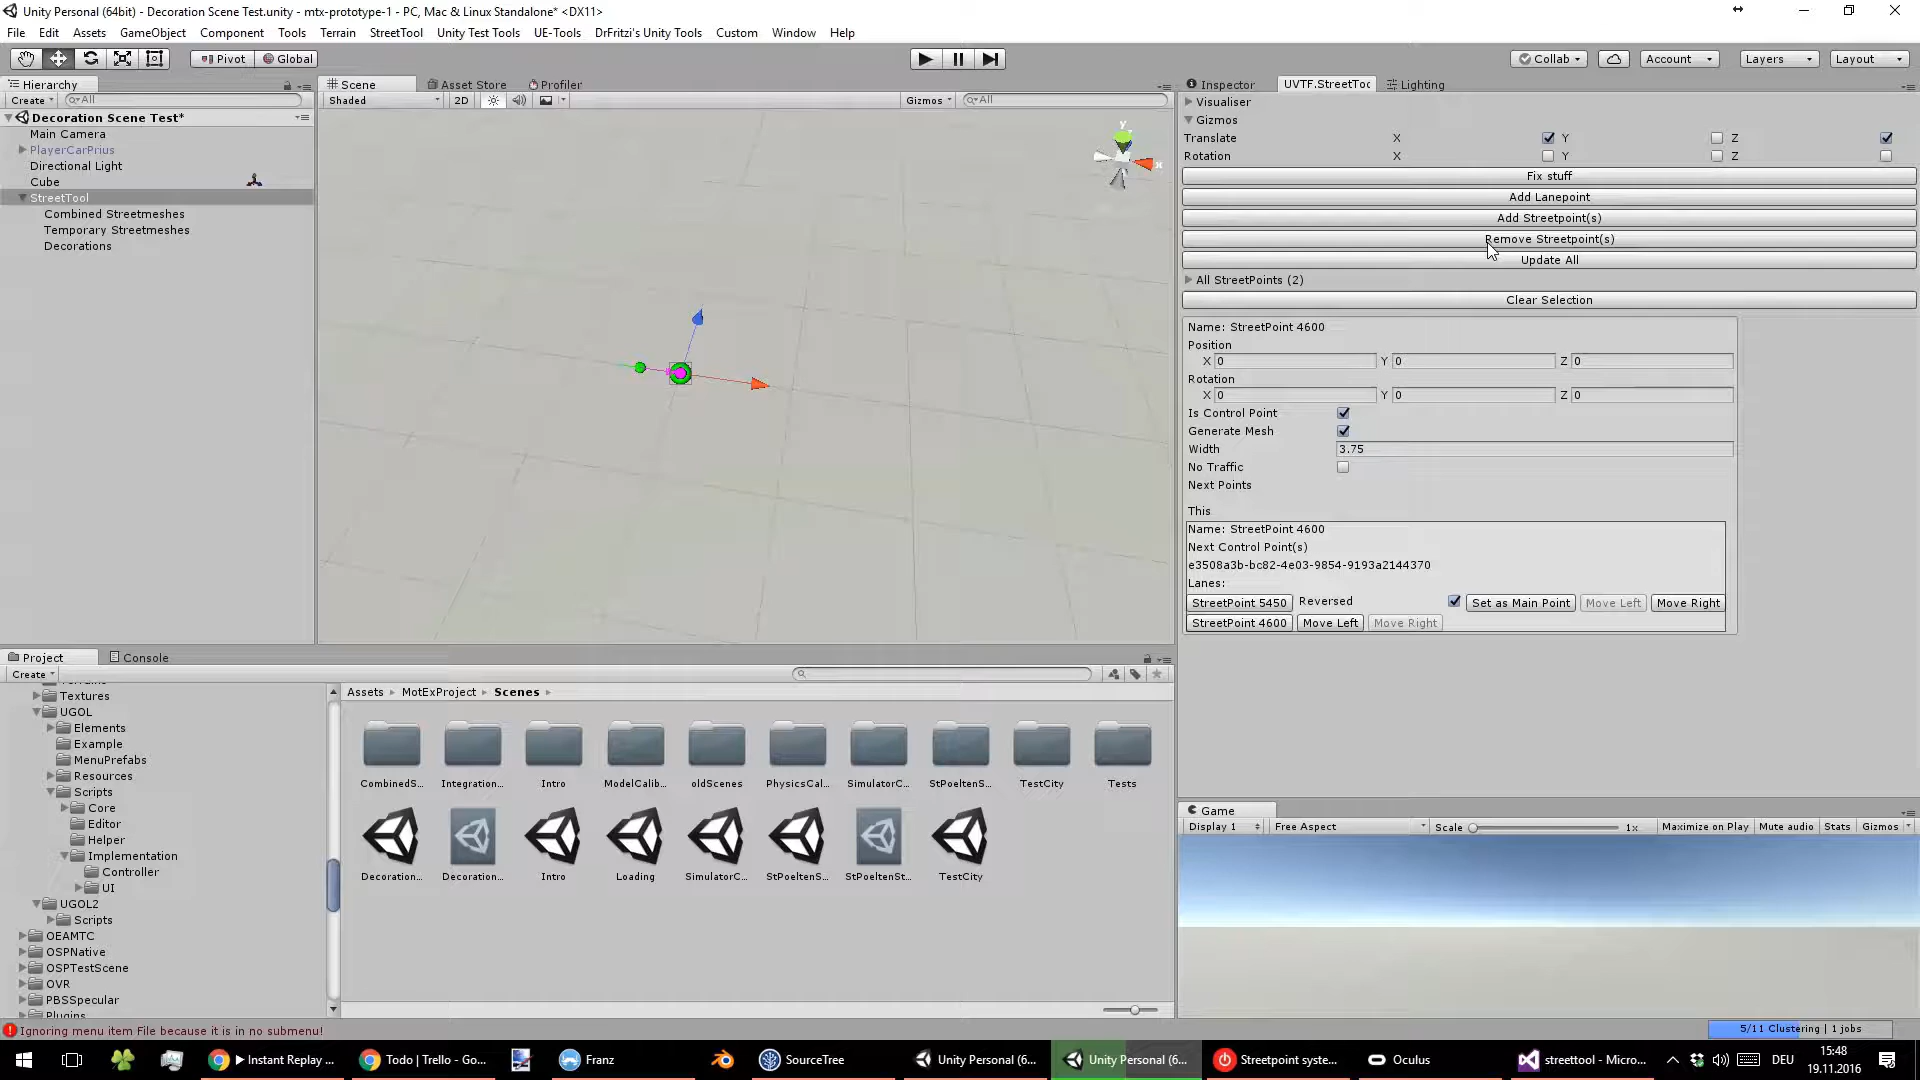 Unity Personal (64bit) - Decoration Scene Test.unity - mtx-prototype-1 - PC, Mac & Linux Standalone* <DX11>
File Edit Assets GameObject Component Tools Terrain StreetTool Unity Test Tools UE-Tools DrFritzi's Unity Tools Custom Window Help
Pivot Global Collab Account Layers Layout
Hierarchy
Create All
Decoration Scene Test*
Main Camera
PlayerCarPrius
Directional Light
Cube
StreetTool
Combined Streetmeshes
Temporary Streetmeshes
Decorations
Scene Asset Store Profiler
Shaded 2D Gizmos All
Y
x
Inspector UVTF.StreetToc Lighting
Visualiser
Gizmos
Translate X Y Z
Rotation X Y Z
Fix stuff
Add Lanepoint
Add Streetpoint(s)
Remove Streetpoint(s)
Update All
All StreetPoints (2)
Clear Selection
Name: StreetPoint 4600
Position
X 0 Y 0 Z 0
Rotation
X 0 Y 0 Z 0
Is Control Point
Generate Mesh
Width 3.75
No Traffic
Next Points
This
Name: StreetPoint 4600
Next Control Point(s)
e3508a3b-bc82-4e03-9854-9193a2144370
Lanes:
StreetPoint 5450 Reversed Set as Main Point Move Left Move Right
StreetPoint 4600 Move Left Move Right
Project Console
Create
Textures
UGOL
Elements
Example
MenuPrefabs
Resources
Scripts
Core
Editor
Helper
Implementation
Controller
UI
UGOL2
Scripts
OEAMTC
OSPNative
OSPTestScene
OVR
PBSSpecular
Plugins
Assets MotExProject Scenes
CombinedS... Integration... Intro ModelCalib... oldScenes PhysicsCal... SimulatorC... StPoeltenS... TestCity Tests
Decoration... Decoration... Intro Loading SimulatorC... StPoeltenS... StPoeltenSt... TestCity
Game
Display 1 Free Aspect Scale 1x Maximize on Play Mute audio Stats Gizmos
Ignoring menu item File because it is in no submenu!
5/11 Clustering | 1 jobs
Instant Replay ... Todo | Trello - Go... Franz SourceTree Unity Personal (6... Unity Personal (6... Streetpoint syste... Oculus streettool - Micro... DEU 15:48
19.11.2016